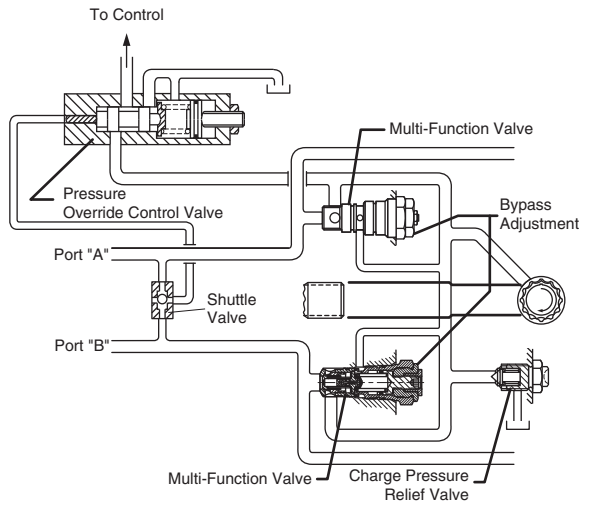 To Control
Multi-Function Valve
Pressure
Override Control Valve
Bypass
Adjustment
Port "A"
Shuttle
Valve
Port "B"
Multi-Function Valve
Charge Pressure
Relief Valve